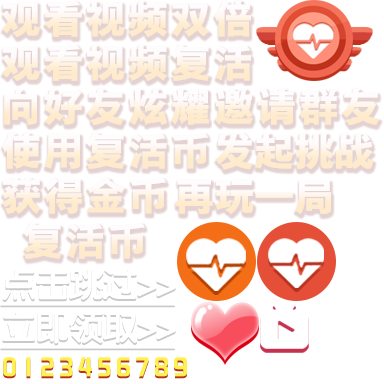 观看视频双倍
观看视频复活
向好友炫耀邀请群友
使用复活币发起挑战
获得金币再玩一局
复活币
点击跳过>>
立即领取>>
0123456789